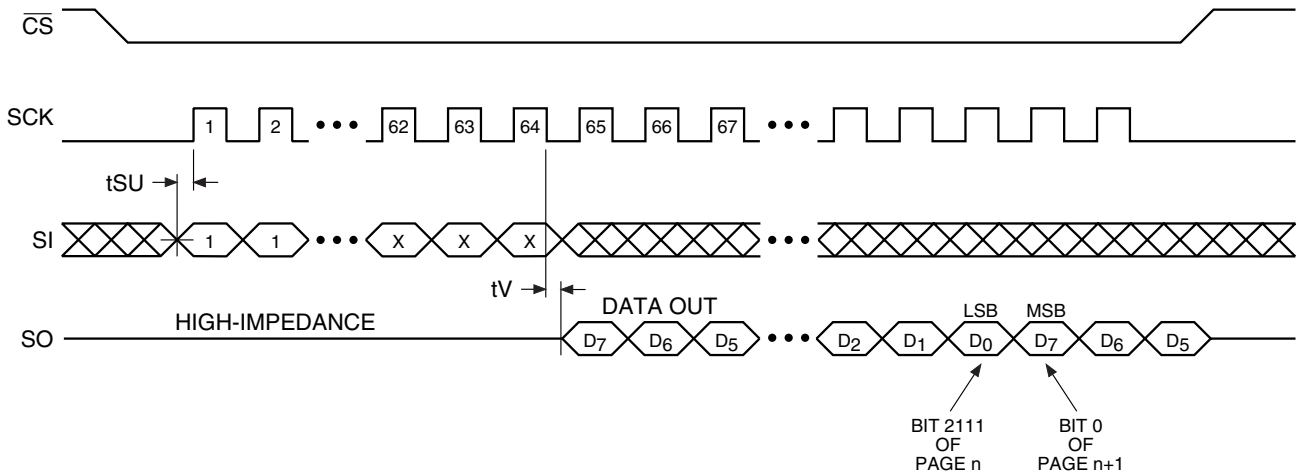 CS
SCK
1 2 ••• 62 63 64 65 66 67 •••
tSU
SI
1 1 ••• X X X •••
tV
HIGH-IMPEDANCE
DATA OUT
LSB MSB
SO
D7 D6 D5 ••• D2 D1 D0 D7 D6 D5
BIT 2111
OF
PAGE n
BIT 0
OF
PAGE n+1